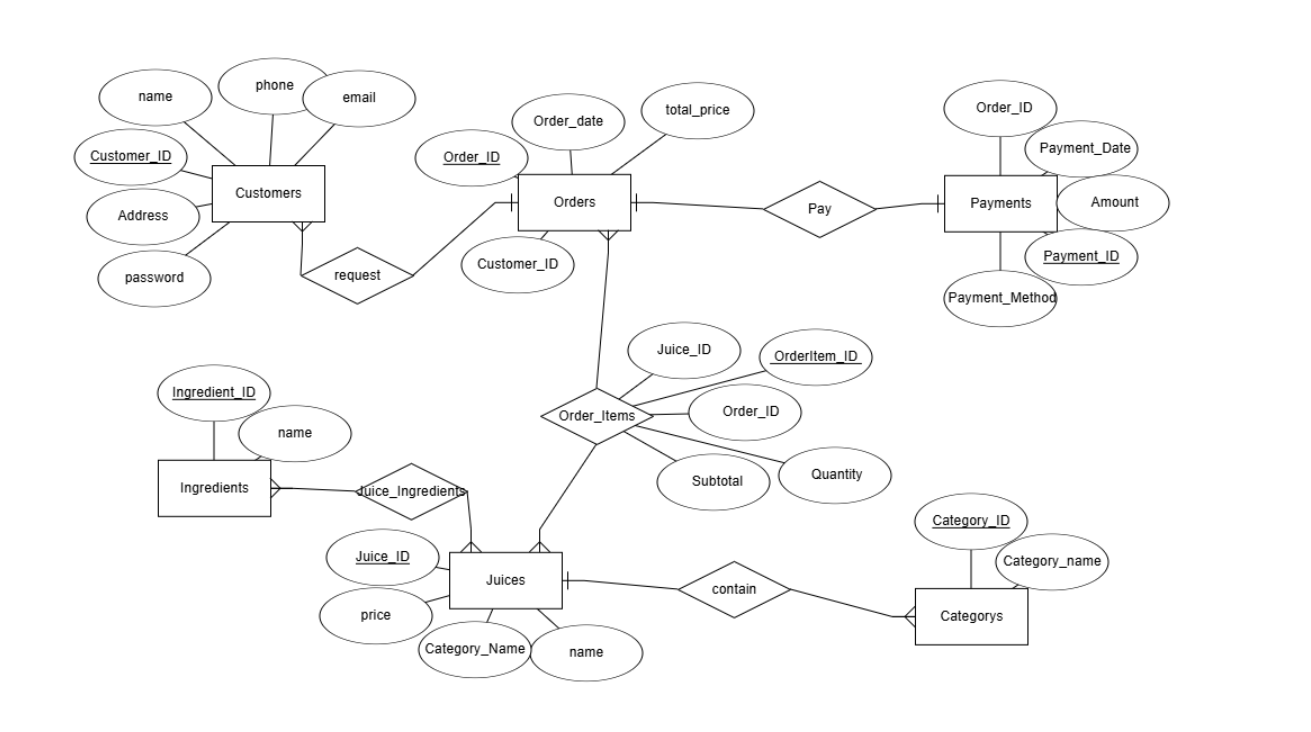 name
phone
email
Customer_ID
Customers
Address
password
request
Order_ID
Order_date
total_price
Orders
Customer_ID
Pay
Order_ID
Payment_Date
Payments
Amount
Payment_ID
Payment_Method
Juice_ID
OrderItem_ID
Order_Items
Order_ID
Subtotal
Quantity
Ingredient_ID
name
Ingredients
Juice_Ingredients
Juice_ID
Juices
price
Category_Name
name
contain
Category_ID
Category_name
Categorys